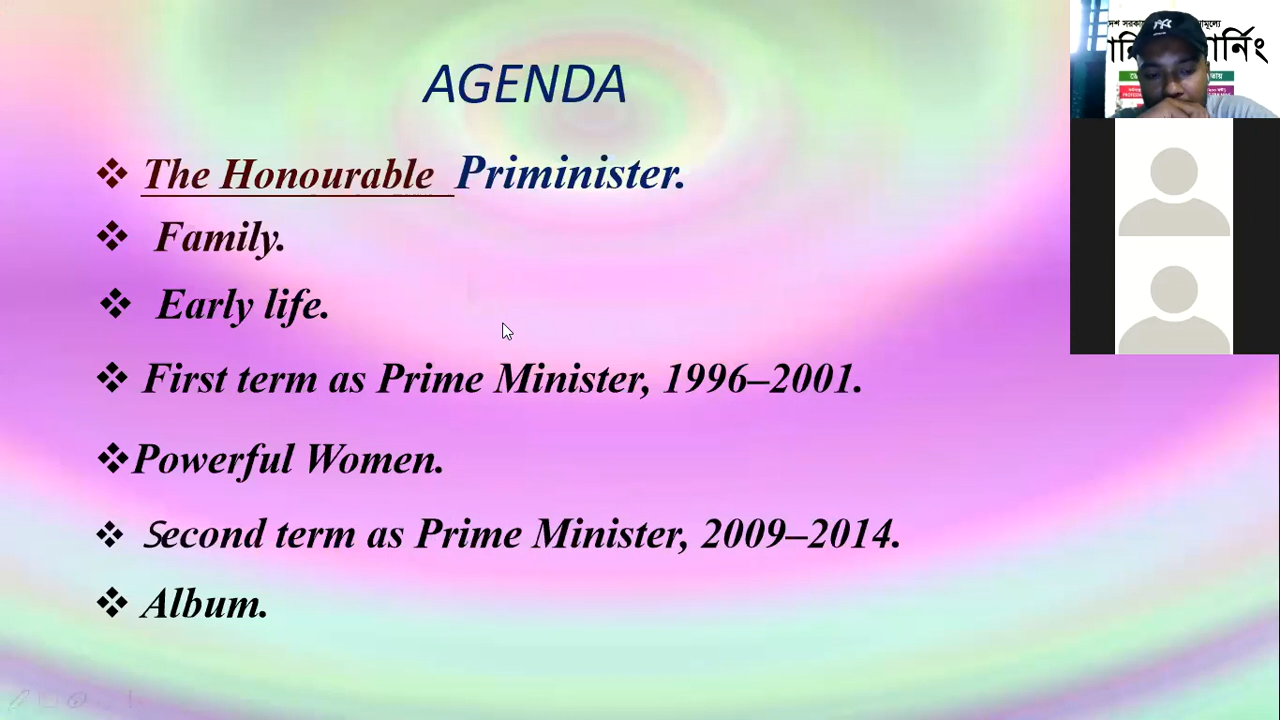 AGENDA
The Honourable Priminister.
Family.
Early life.
First term as Prime Minister, 1996–2001.
Powerful Women.
Second term as Prime Minister, 2009–2014.
Album.